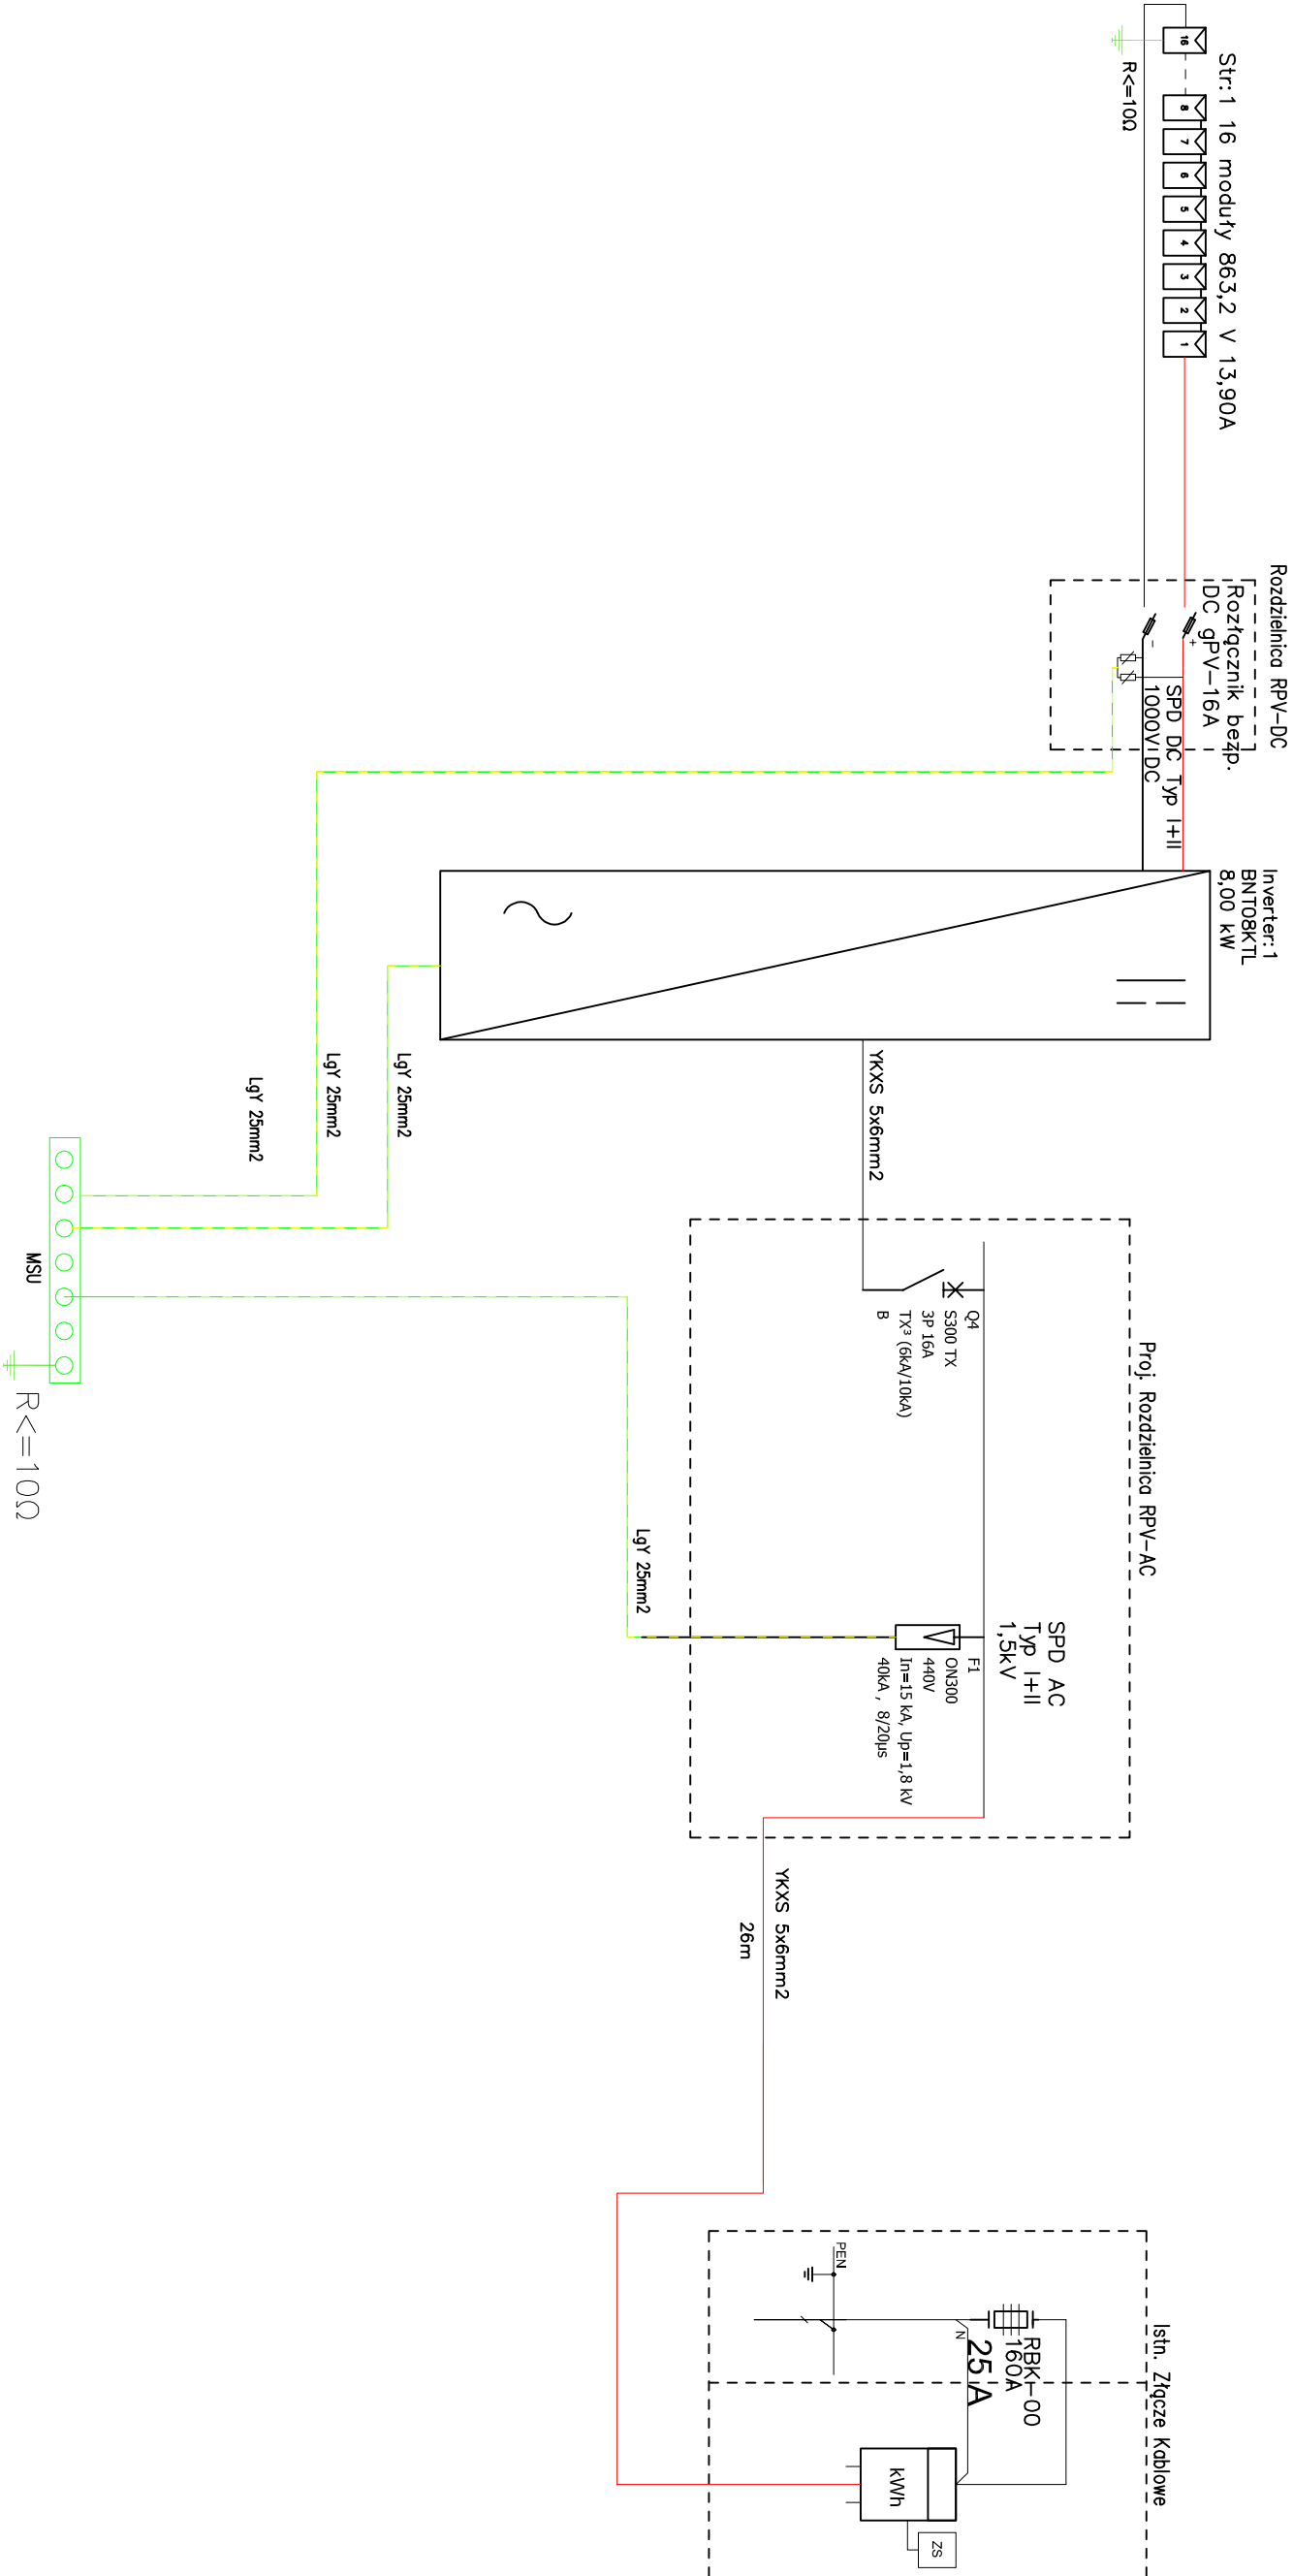 Str:1 16 moduły 863,2 V 13,90A
16
8
7
6
5
4
3
2
1
R<=10Ω
Rozdzielnica RPV-DC
Rozłącznik bezp.
DC gPV-16A
+
-
SPD DC Typ I+II
1000V DC
Inverter:1
BNT08KTL
8,00 kW
YKXS 5x6mm2
LgY 25mm2
LgY 25mm2
LgY 25mm2
MSU
R<=10Ω
Proj. Rozdzielnica RPV-AC
Q4
S300 TX
3P 16A
TX³ (6kA/10kA)
B
SPD AC
Typ I+II
1,5kV
F1
ON300
440V
In=15 kA, Up=1,8 kV
40kA , 8/20µs
LgY 25mm2
YKXS 5x6mm2
26m
Istn. Złącze Kablowe
PEN
N
RBK-00
160A
25 A
kWh
ZS